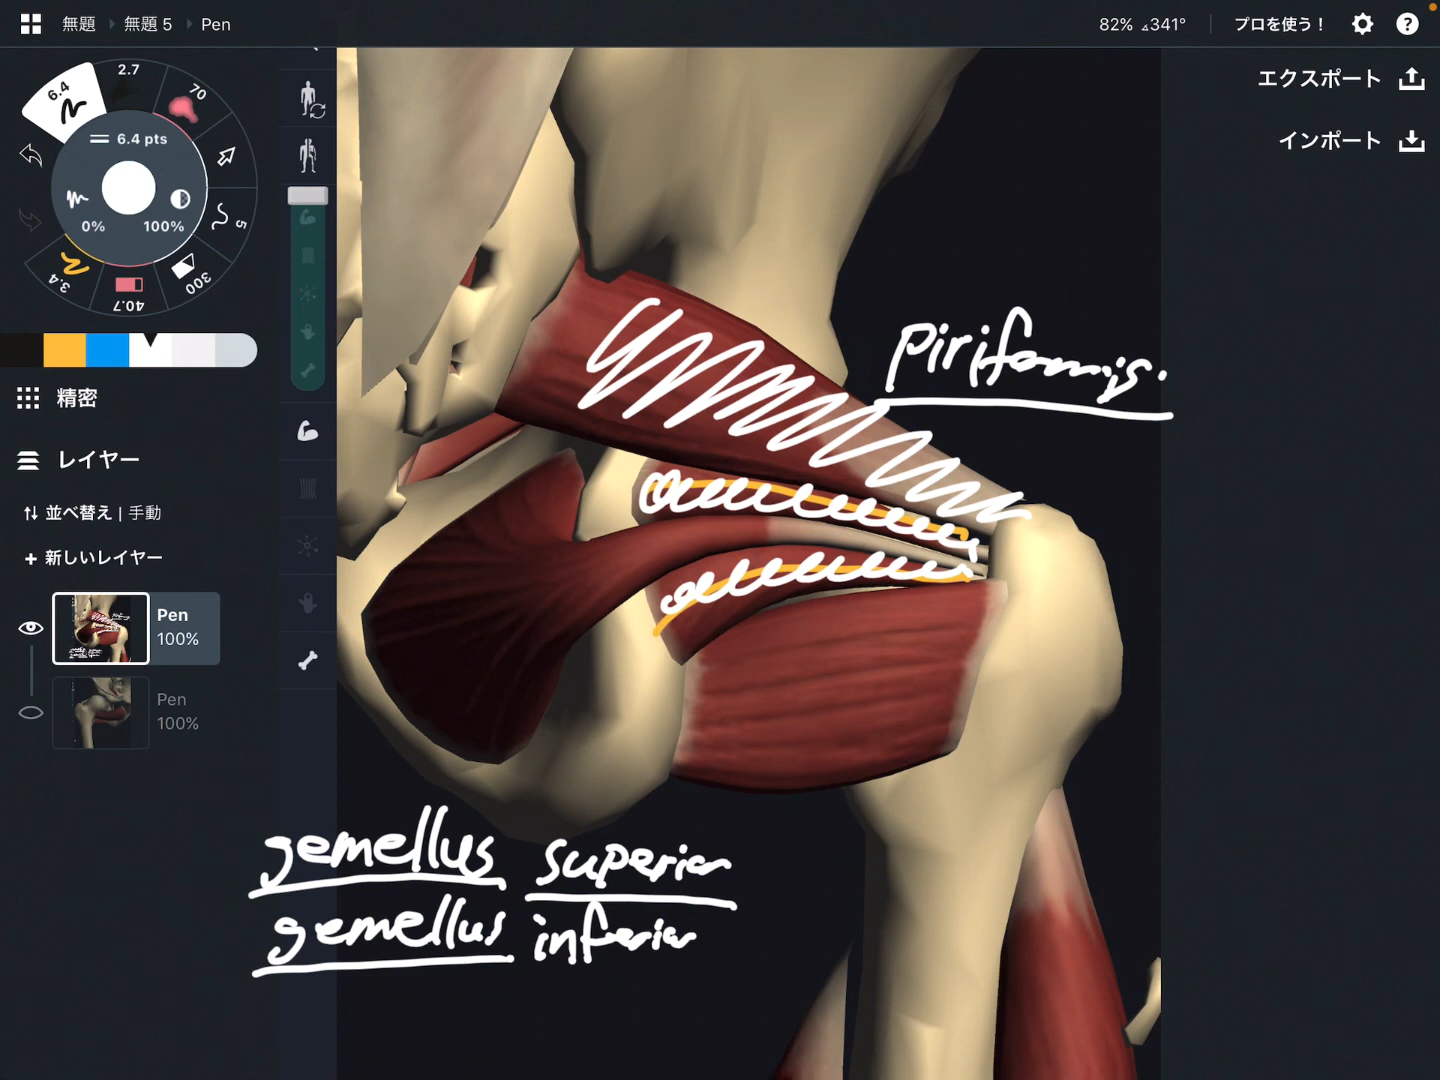 無題 無題 5 Pen
82% ⊿341° プロを使う！
エクスポート
インポート
6.4
2.7
70
5
300
40.7
3.4
6.4 pts
0% 100%
精密
レイヤー
並べ替え | 手動
+ 新しいレイヤー
Pen
100%
Pen
100%
piriformis.
gemellus superior
gemellus inferior